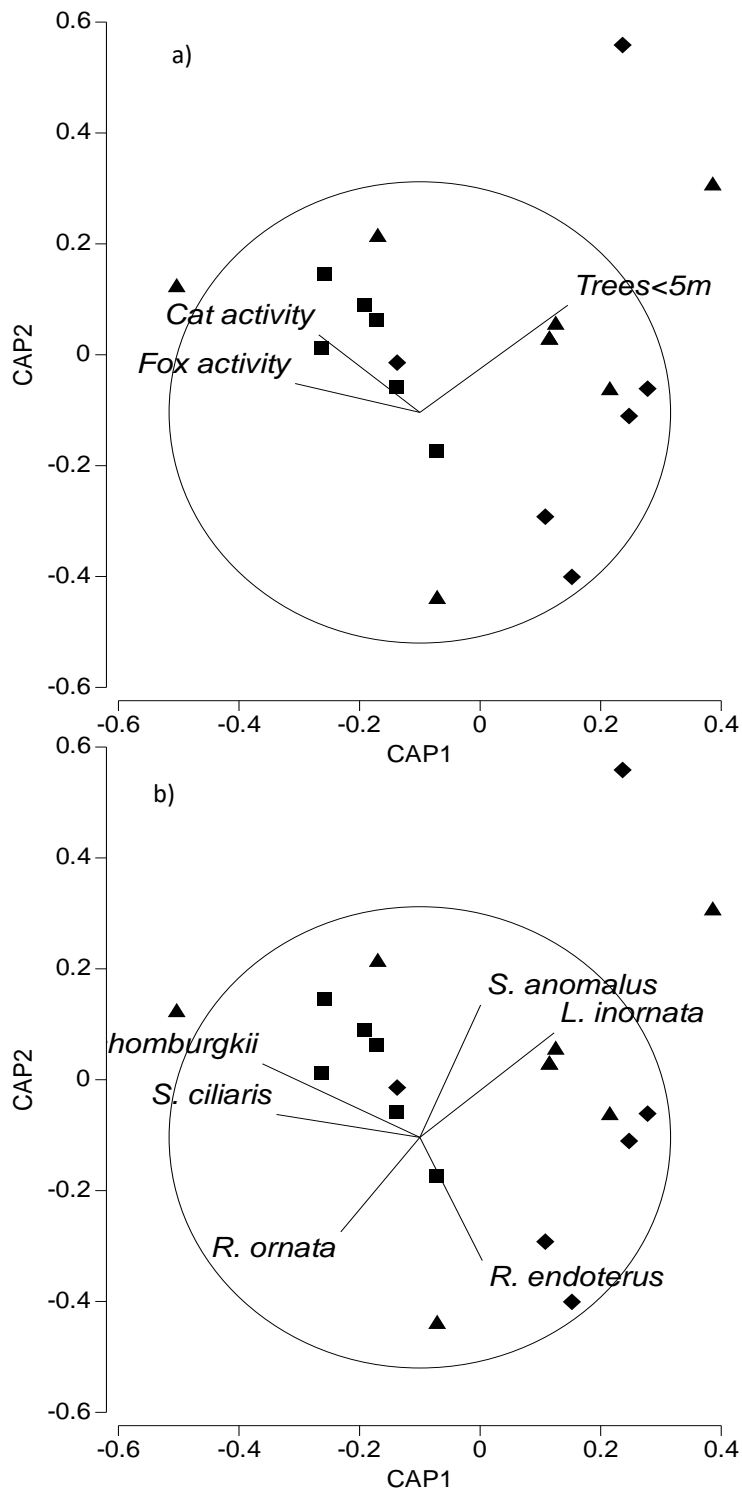 a)
0.6
0.4
0.2
0
-0.2
-0.4
-0.6
CAP2
Trees<5m
Cat activity
Fox activity
-0.6 -0.4 -0.2 0 0.2 0.4
CAP1
b)
0.6
0.4
0.2
0
-0.2
-0.4
-0.6
CAP2
S. anomalus
L. inornata
homburgkii
S. ciliaris
R. ornata
R. endoterus
-0.6 -0.4 -0.2 0 0.2 0.4
CAP1